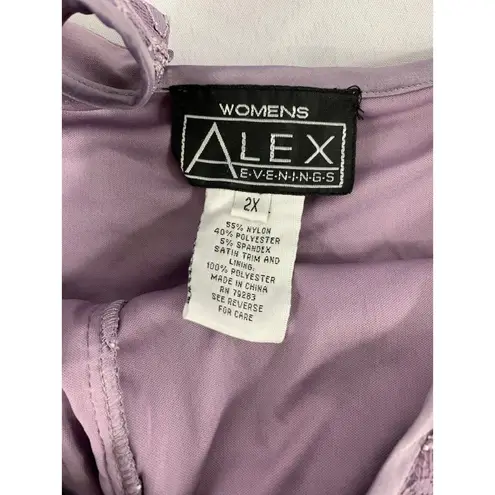 WOMENS
ALEX
E-V-E-N-I-N-G-S
2X
55% NYLON
40% POLYESTER
5% SPANDEX
SATIN TRIM AND
LINING:
100% POLYESTER
MADE IN CHINA
RN 79283
SEE REVERSE
FOR CARE